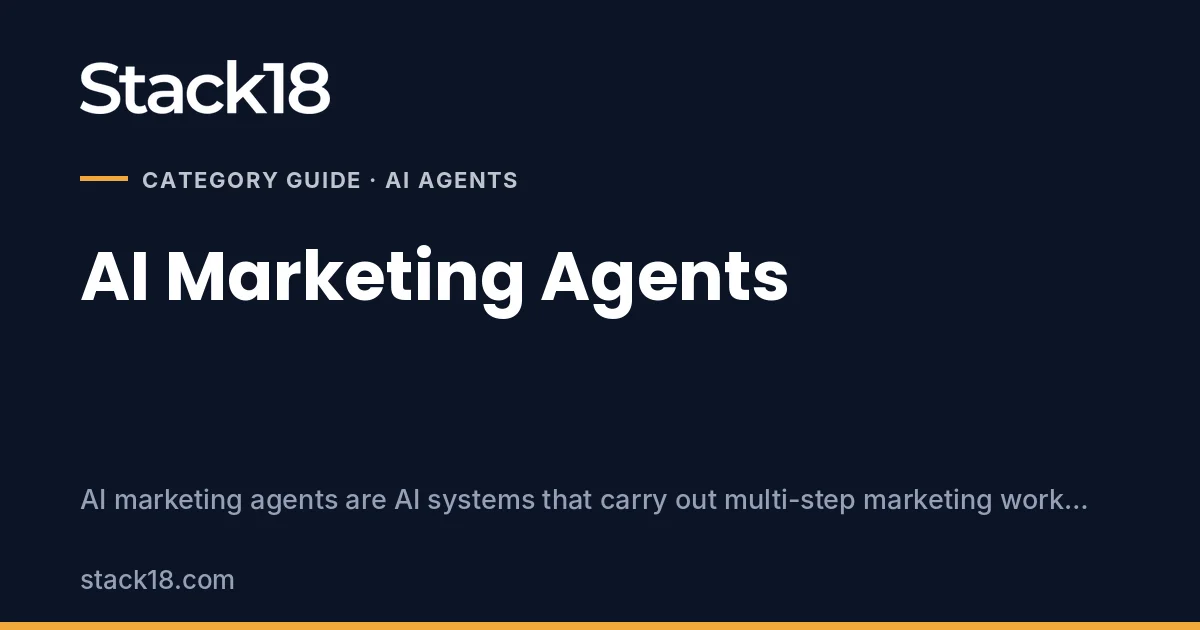 Stack18
CATEGORY GUIDE · AI AGENTS
AI Marketing Agents
AI marketing agents are AI systems that carry out multi-step marketing work...
stack18.com